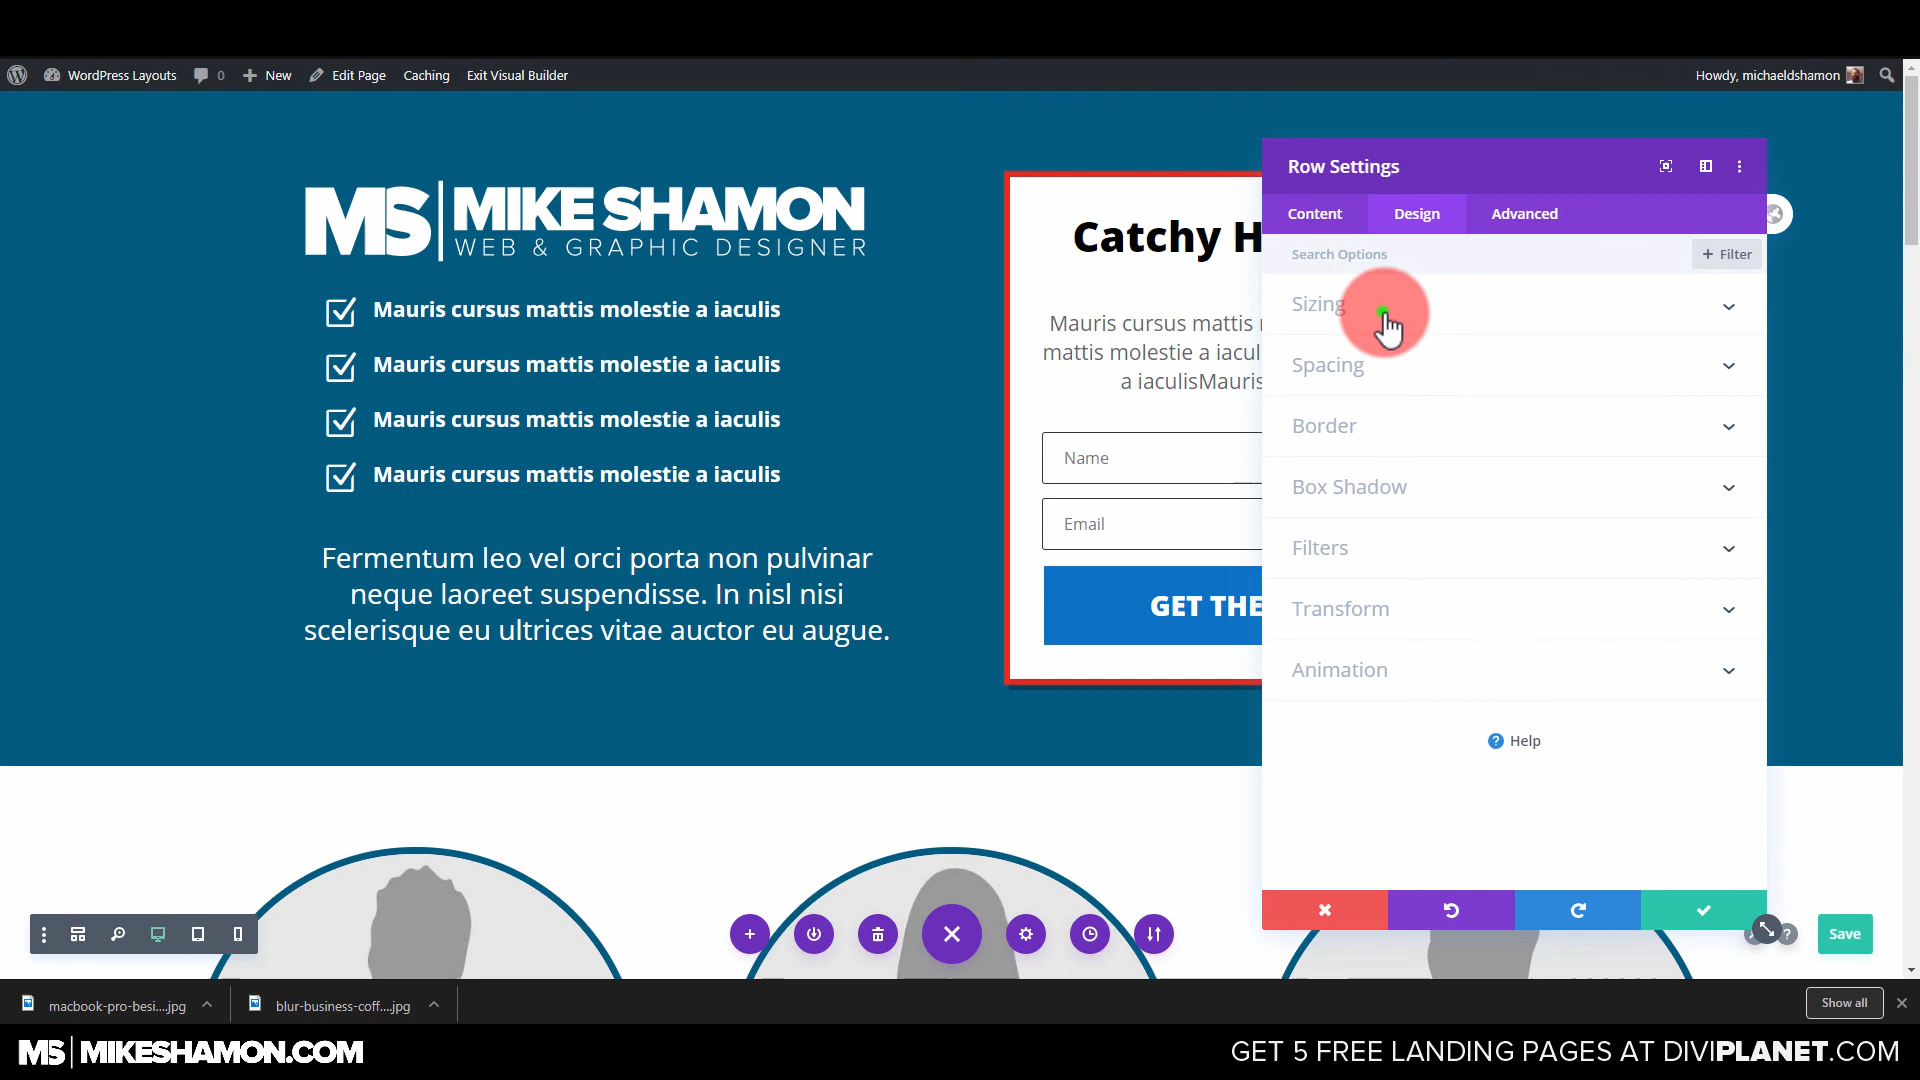 WordPress Layouts 0 New Edit Page Caching Exit Visual Builder Howdy, michaeldshamon
MS MIKE SHAMON
WEB & GRAPHIC DESIGNER
Mauris cursus mattis molestie a iaculis
Mauris cursus mattis molestie a iaculis
Mauris cursus mattis molestie a iaculis
Mauris cursus mattis molestie a iaculis
Fermentum leo vel orci porta non pulvinar
neque laoreet suspendisse. In nisl nisi
scelerisque eu ultrices vitae auctor eu augue.
Catchy H
Mauris cursus mattis
mattis molestie a iacul
a iaculisMauris
Name
Email
GET THE
Row Settings
Content Design Advanced
Search Options + Filter
Sizing
Spacing
Border
Box Shadow
Filters
Transform
Animation
? Help
? Save
macbook-pro-besi....jpg blur-business-coff....jpg Show all
MS MIKESHAMON.COM GET 5 FREE LANDING PAGES AT DIVIPLANET.COM